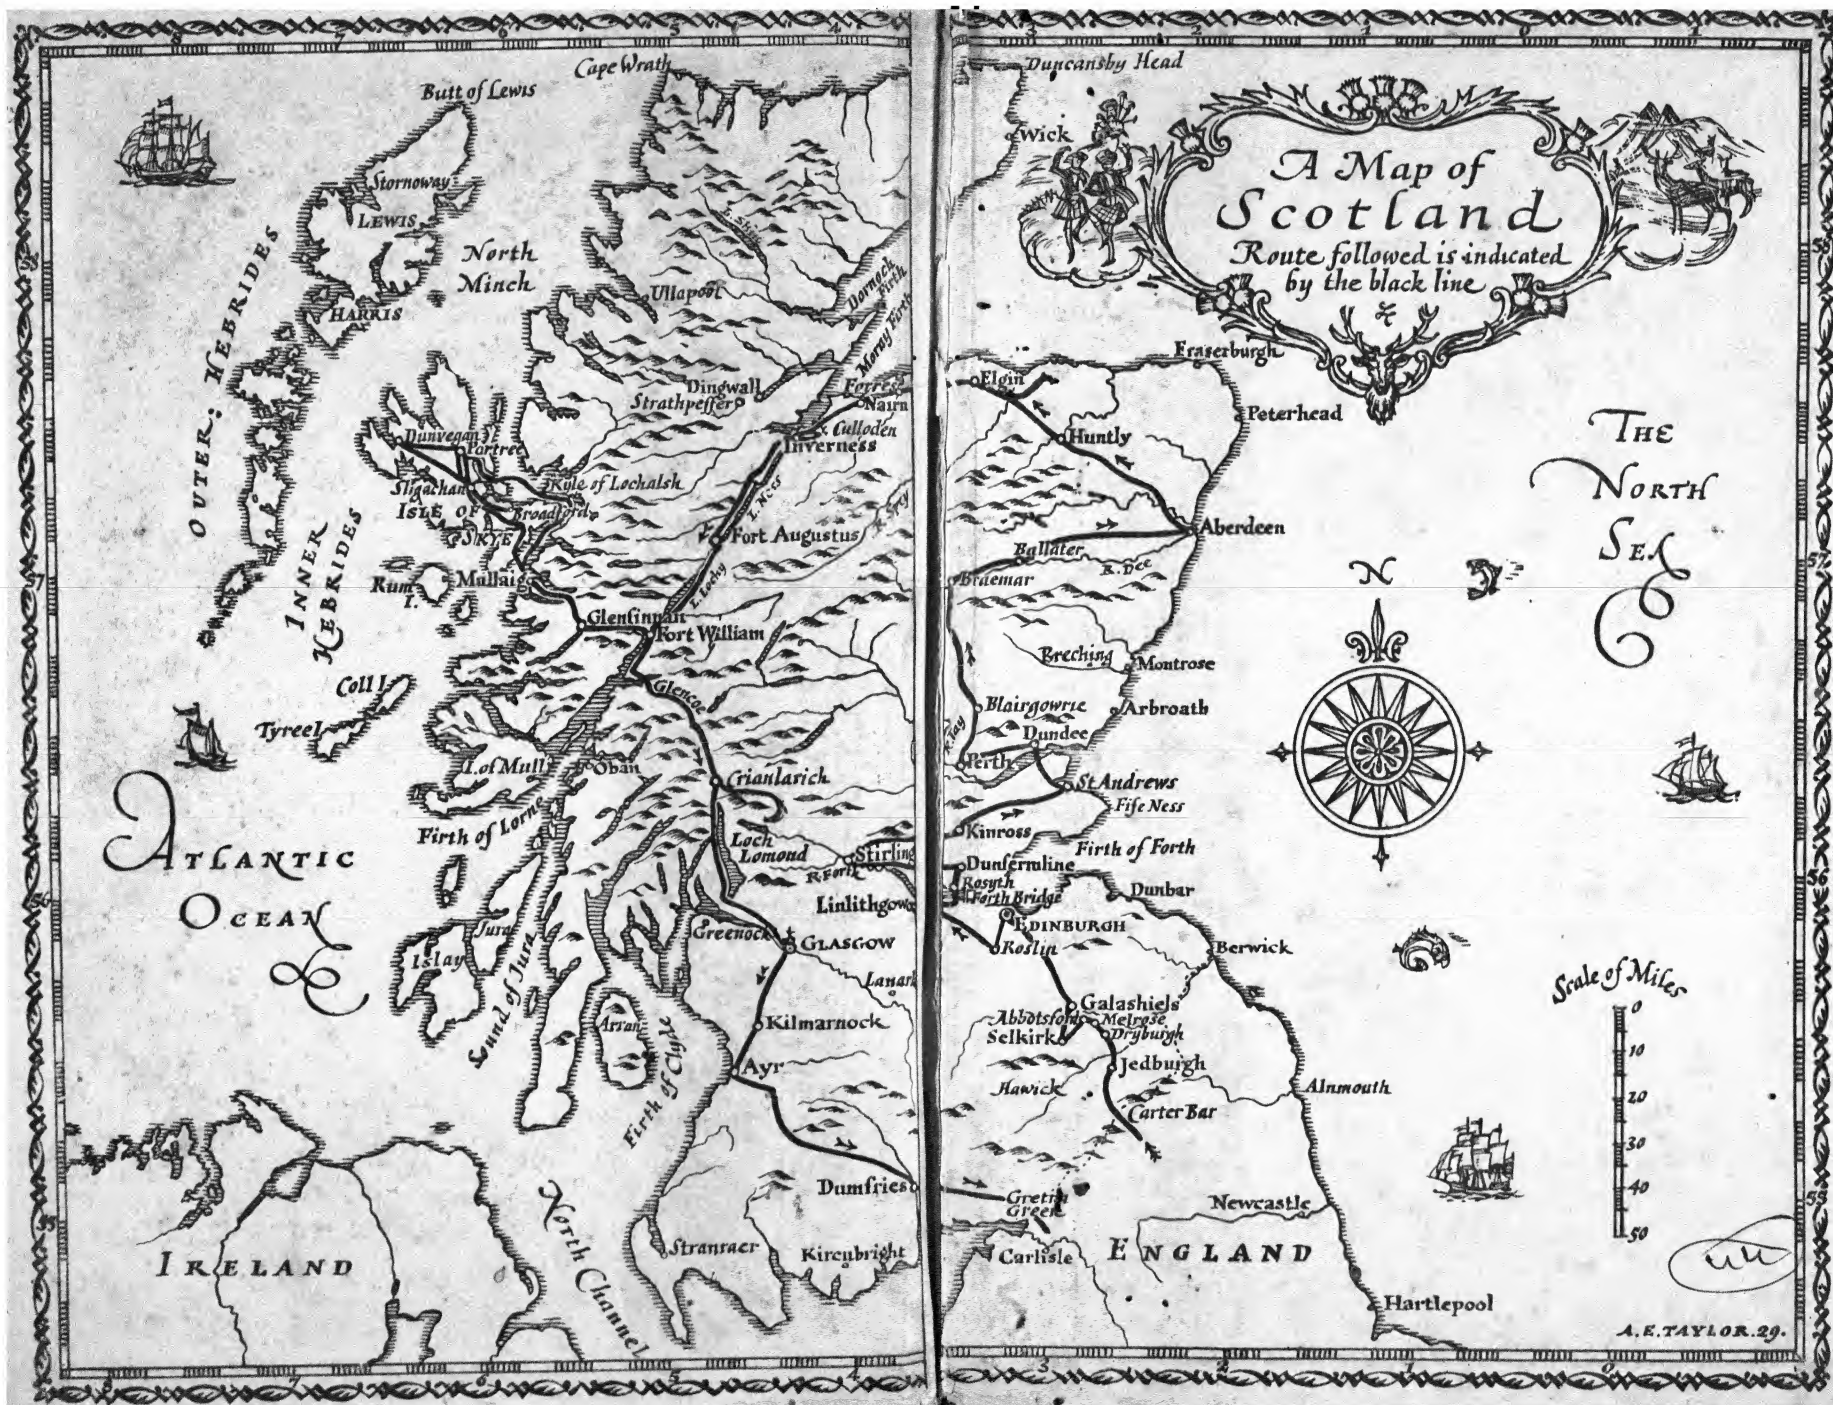 Cape Wrath
Butt of Lewis
Stornoway
LEWIS
North
Minch
HARRIS
OUTER HEBRIDES
L. Shin
Ullapool
Dornock
Firth
Moray Firth
Dingwall
Strathpeffer
Forres
Nairn
Culloden
Inverness
Dunvegan
Portree
Sligachan
Kyle of Lochalsh
ISLE OF
SKYE
Broadford
L. Ness
R. Spey
Fort Augustus
INNER
HEBRIDES
Rum
I.
Mallaig
L. Lochy
Glenfinnan
Fort William
Coll I.
Tyree I.
Glencoe
I. of Mull
Oban
Crianlarich
Firth of Lorne
ATLANTIC
OCEAN
Loch
Lomond
Stirling
R. Forth
Linlithgow
Greenock
GLASGOW
Jura
Islay
Sound of Jura
Lanark
Arran
Kilmarnock
Ayr
Firth of Clyde
Dumfries
IRELAND
North Channel
Stranraer
Kircubright
Duncansby Head
Wick
A Map of
Scotland
Route followed is indicated
by the black line
Fraserburgh
Elgin
Peterhead
Huntly
THE
NORTH
SEA
Aberdeen
Ballater
R. Dee
Braemar
N
Breching
Montrose
Blairgowrie
Arbroath
R. Tay
Dundee
Perth
St Andrews
Fife Ness
Kinross
Firth of Forth
Dunfermline
Rosyth
Forth Bridge
Dunbar
EDINBURGH
Roslin
Berwick
Galashiels
Abbotsford
Melrose
Selkirk
Dryburgh
Jedburgh
Hawick
Carter Bar
Alnmouth
Scale of Miles
0
10
20
30
40
50
Gretna
Green
Newcastle
Carlisle
ENGLAND
Hartlepool
A.E.TAYLOR.29.